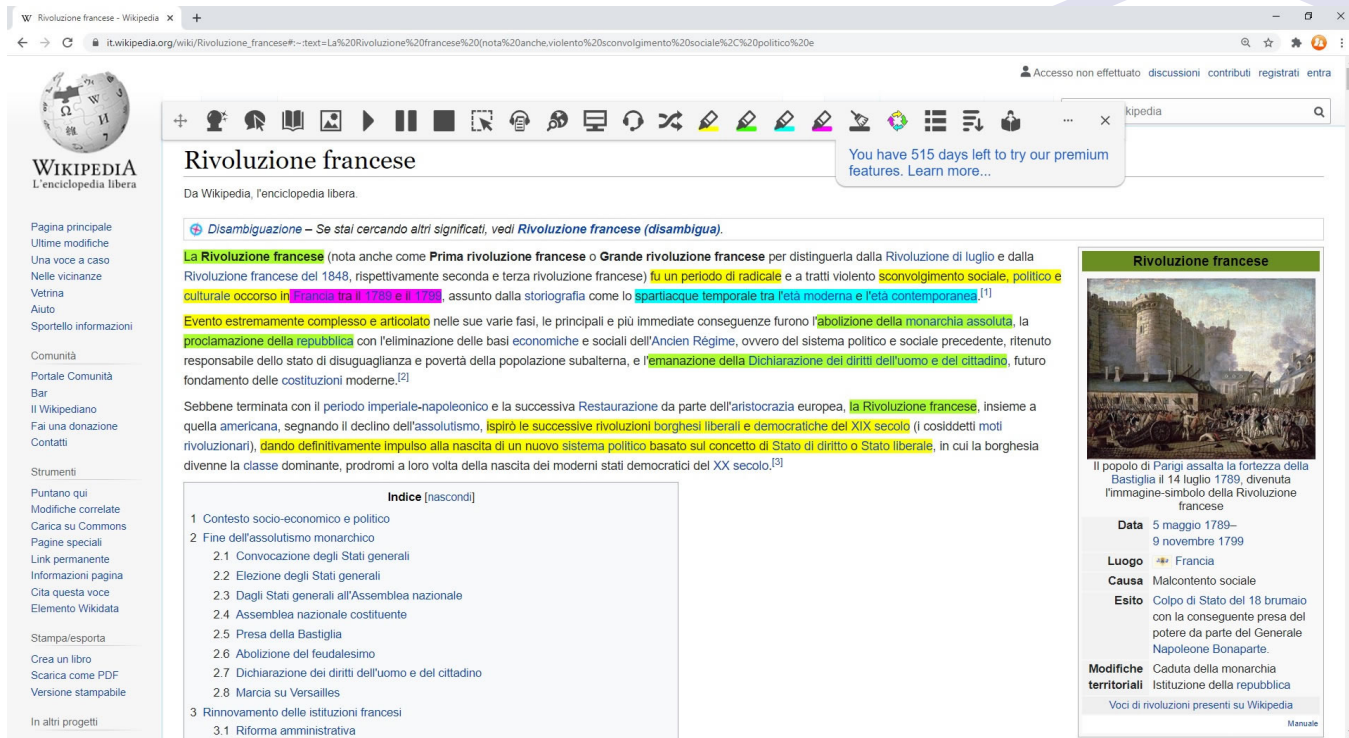 Rivoluzione francese - Wikipedia
it.wikipedia.org/wiki/Rivoluzione_francese#:~:text=La%20Rivoluzione%20francese%20(nota%20anche,violento%20sconvolgimento%20sociale%2C%20politico%20e
Accesso non effettuato discussioni contributi registrati entra
kipedia
You have 515 days left to try our premium
features. Learn more...
WIKIPEDIA
L'enciclopedia libera
Pagina principale
Ultime modifiche
Una voce a caso
Nelle vicinanze
Vetrina
Aiuto
Sportello informazioni
Comunità
Portale Comunità
Bar
Il Wikipediano
Fai una donazione
Contatti
Strumenti
Puntano qui
Modifiche correlate
Carica su Commons
Pagine speciali
Link permanente
Informazioni pagina
Cita questa voce
Elemento Wikidata
Stampa/esporta
Crea un libro
Scarica come PDF
Versione stampabile
In altri progetti
Rivoluzione francese
Da Wikipedia, l'enciclopedia libera.
Disambiguazione – Se stai cercando altri significati, vedi Rivoluzione francese (disambigua).
La Rivoluzione francese (nota anche come Prima rivoluzione francese o Grande rivoluzione francese per distinguerla dalla Rivoluzione di luglio e dalla
Rivoluzione francese del 1848, rispettivamente seconda e terza rivoluzione francese) fu un periodo di radicale e a tratti violento sconvolgimento sociale, politico e
culturale occorso in Francia tra il 1789 e il 1799, assunto dalla storiografia come lo spartiacque temporale tra l'età moderna e l'età contemporanea.[1]
Evento estremamente complesso e articolato nelle sue varie fasi, le principali e più immediate conseguenze furono l'abolizione della monarchia assoluta, la
proclamazione della repubblica con l'eliminazione delle basi economiche e sociali dell'Ancien Régime, ovvero del sistema politico e sociale precedente, ritenuto
responsabile dello stato di disuguaglianza e povertà della popolazione subalterna, e l'emanazione della Dichiarazione dei diritti dell'uomo e del cittadino, futuro
fondamento delle costituzioni moderne.[2]
Sebbene terminata con il periodo imperiale-napoleonico e la successiva Restaurazione da parte dell'aristocrazia europea, la Rivoluzione francese, insieme a
quella americana, segnando il declino dell'assolutismo, ispirò le successive rivoluzioni borghesi liberali e democratiche del XIX secolo (i cosiddetti moti
rivoluzionari), dando definitivamente impulso alla nascita di un nuovo sistema politico basato sul concetto di Stato di diritto o Stato liberale, in cui la borghesia
divenne la classe dominante, prodromi a loro volta della nascita dei moderni stati democratici del XX secolo.[3]
Indice [nascondi]
1 Contesto socio-economico e politico
2 Fine dell'assolutismo monarchico
2.1 Convocazione degli Stati generali
2.2 Elezione degli Stati generali
2.3 Dagli Stati generali all'Assemblea nazionale
2.4 Assemblea nazionale costituente
2.5 Presa della Bastiglia
2.6 Abolizione del feudalesimo
2.7 Dichiarazione dei diritti dell'uomo e del cittadino
2.8 Marcia su Versailles
3 Rinnovamento delle istituzioni francesi
3.1 Riforma amministrativa
Rivoluzione francese
Il popolo di Parigi assalta la fortezza della
Bastiglia il 14 luglio 1789, divenuta
l'immagine-simbolo della Rivoluzione
francese
Data 5 maggio 1789–
9 novembre 1799
Luogo Francia
Causa Malcontento sociale
Esito Colpo di Stato del 18 brumaio
con la conseguente presa del
potere da parte del Generale
Napoleone Bonaparte.
Modifiche Caduta della monarchia
territoriali Istituzione della repubblica
Voci di rivoluzioni presenti su Wikipedia
Manuale